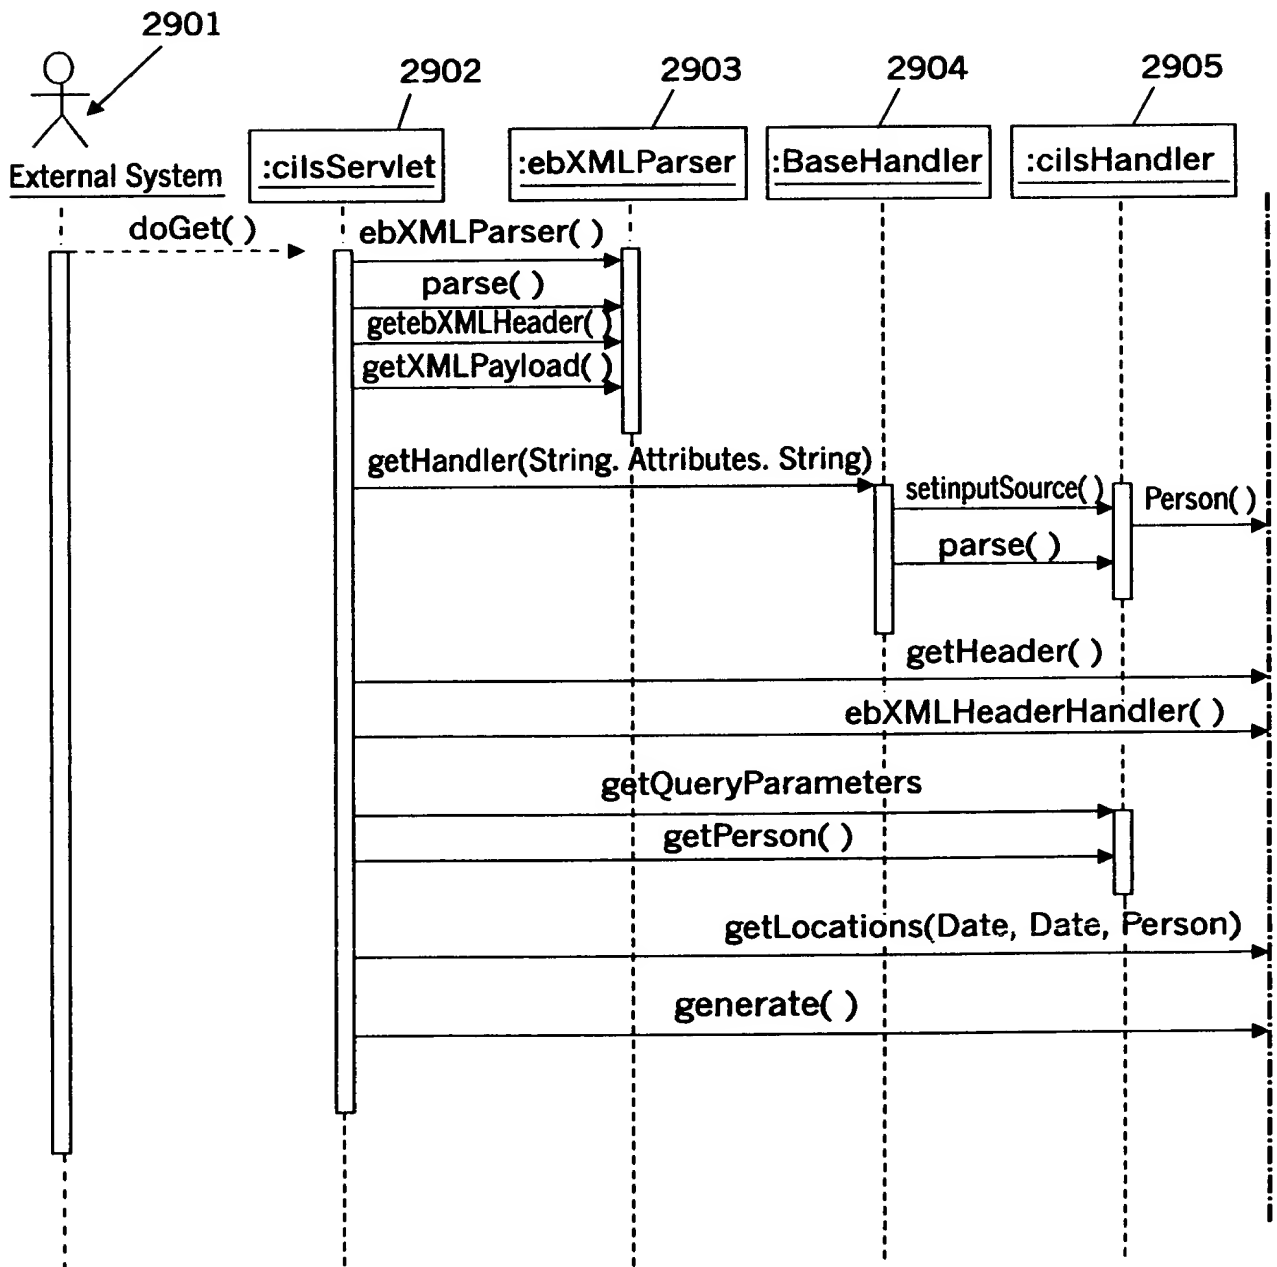 2901
2902
2903
2904
2905
External System
:cilsServlet
:ebXMLParser
:BaseHandler
:cilsHandler
doGet( )
ebXMLParser( )
parse( )
getebXMLHeader( )
getXMLPayload( )
getHandler(String. Attributes. String)
setinputSource( )
Person( )
parse( )
getHeader( )
ebXMLHeaderHandler( )
getQueryParameters
getPerson( )
getLocations(Date, Date, Person)
generate( )